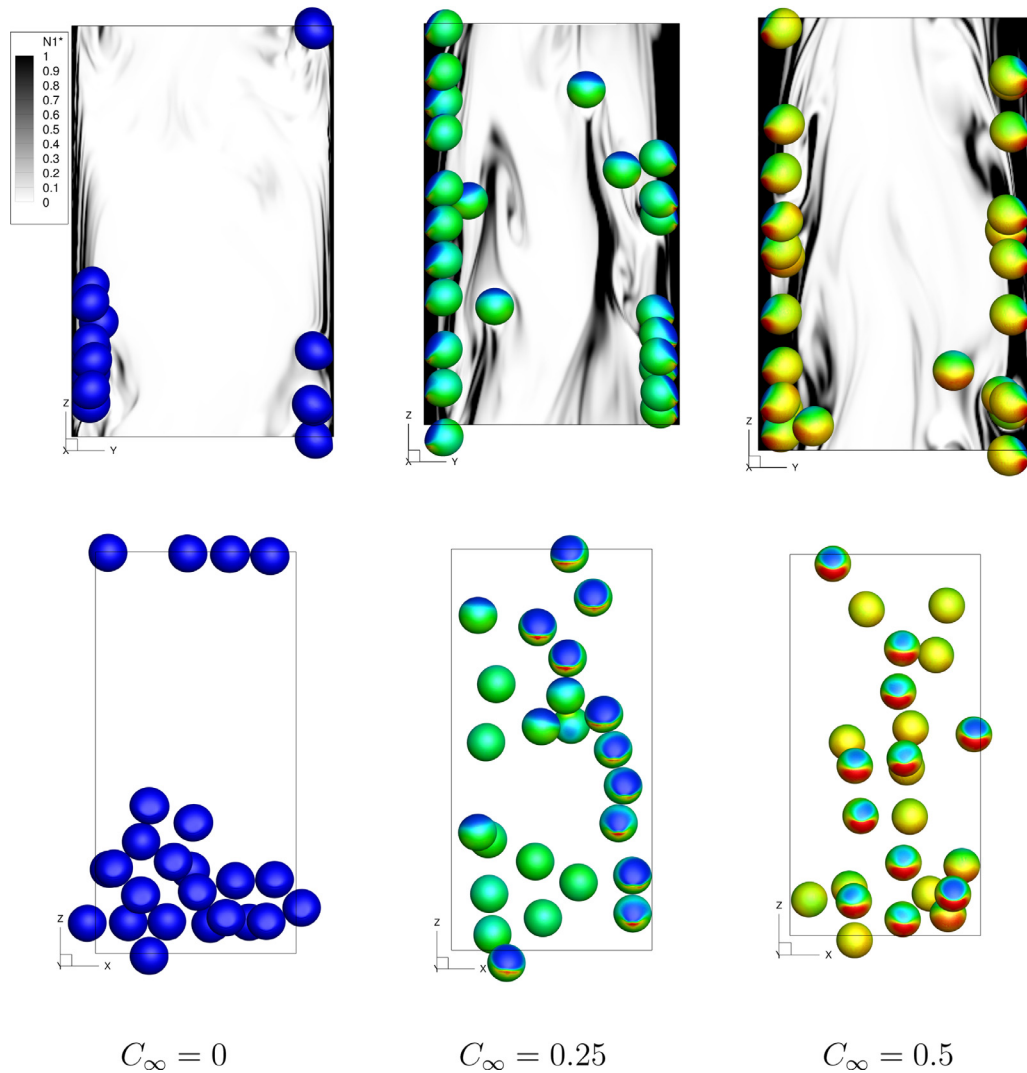 N1*
1
0.9
0.8
0.7
0.6
0.5
0.4
0.3
0.2
0.1
0
Z
X Y
Z
X Y
Z
X Y
Z
Y X
Z
Y X
Z
Y X
C∞ = 0
C∞ = 0.25
C∞ = 0.5